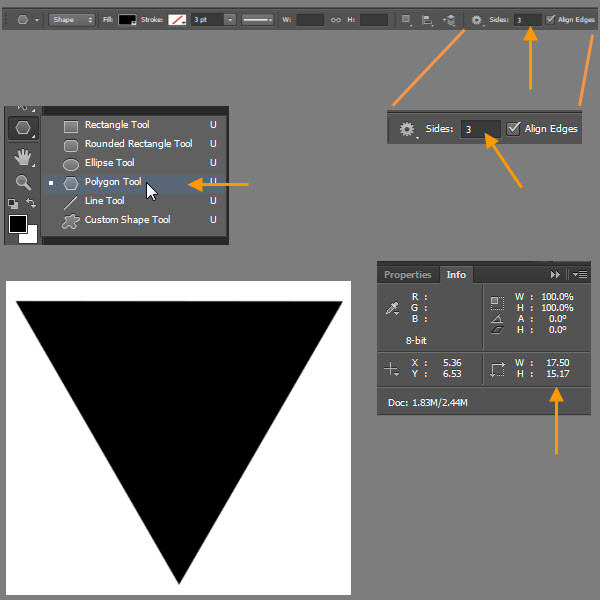 Shape Fill: Stroke: 3 pt W: H: Sides: 3 Align Edges
Sides: 3 Align Edges
Rectangle Tool U
Rounded Rectangle Tool U
Ellipse Tool U
Polygon Tool U
Line Tool U
Custom Shape Tool U
Properties Info
R : W : 100.0%
G : H : 100.0%
B : A : 0.0°
H : 0.0°
8-bit
X : 5.36 W : 17.50
Y : 6.53 H : 15.17
Doc: 1.83M/2.44M